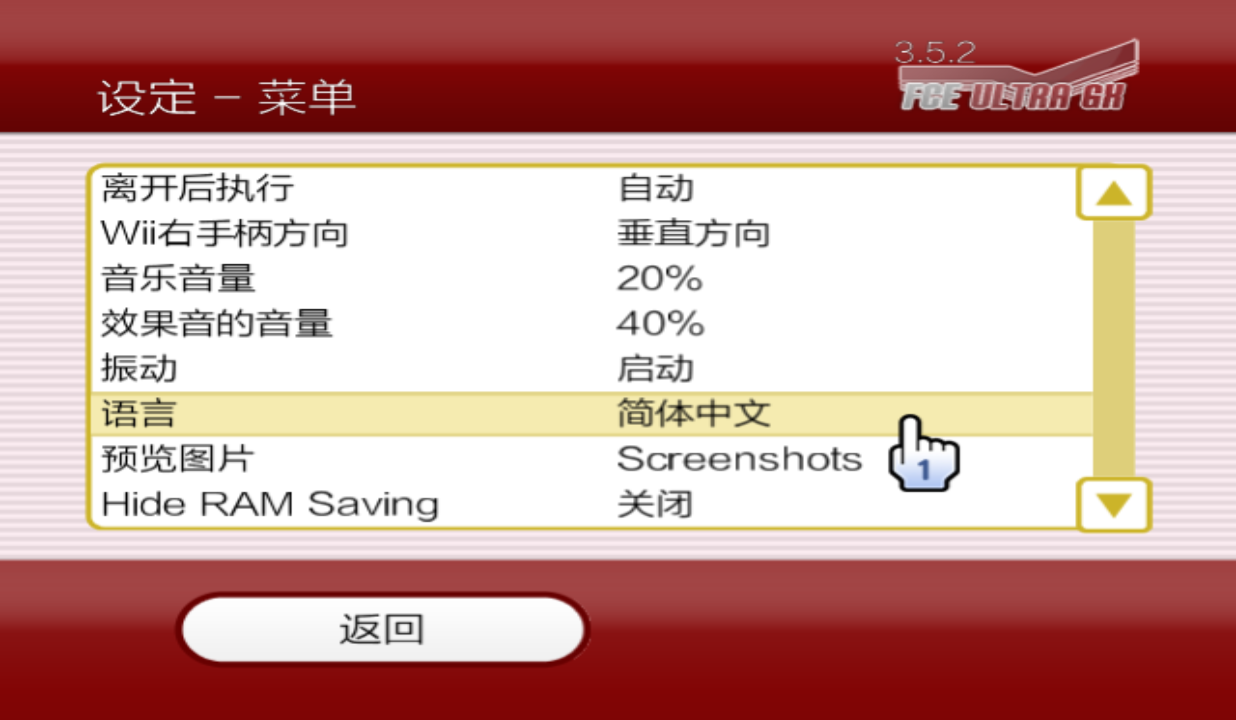 3.5.2
设定 – 菜单
FCE ULTRA GX
离开后执行 自动
Wii右手柄方向 垂直方向
音乐音量 20%
效果音的音量 40%
振动 启动
语言 简体中文
预览图片 Screenshots
1
Hide RAM Saving 关闭
返回